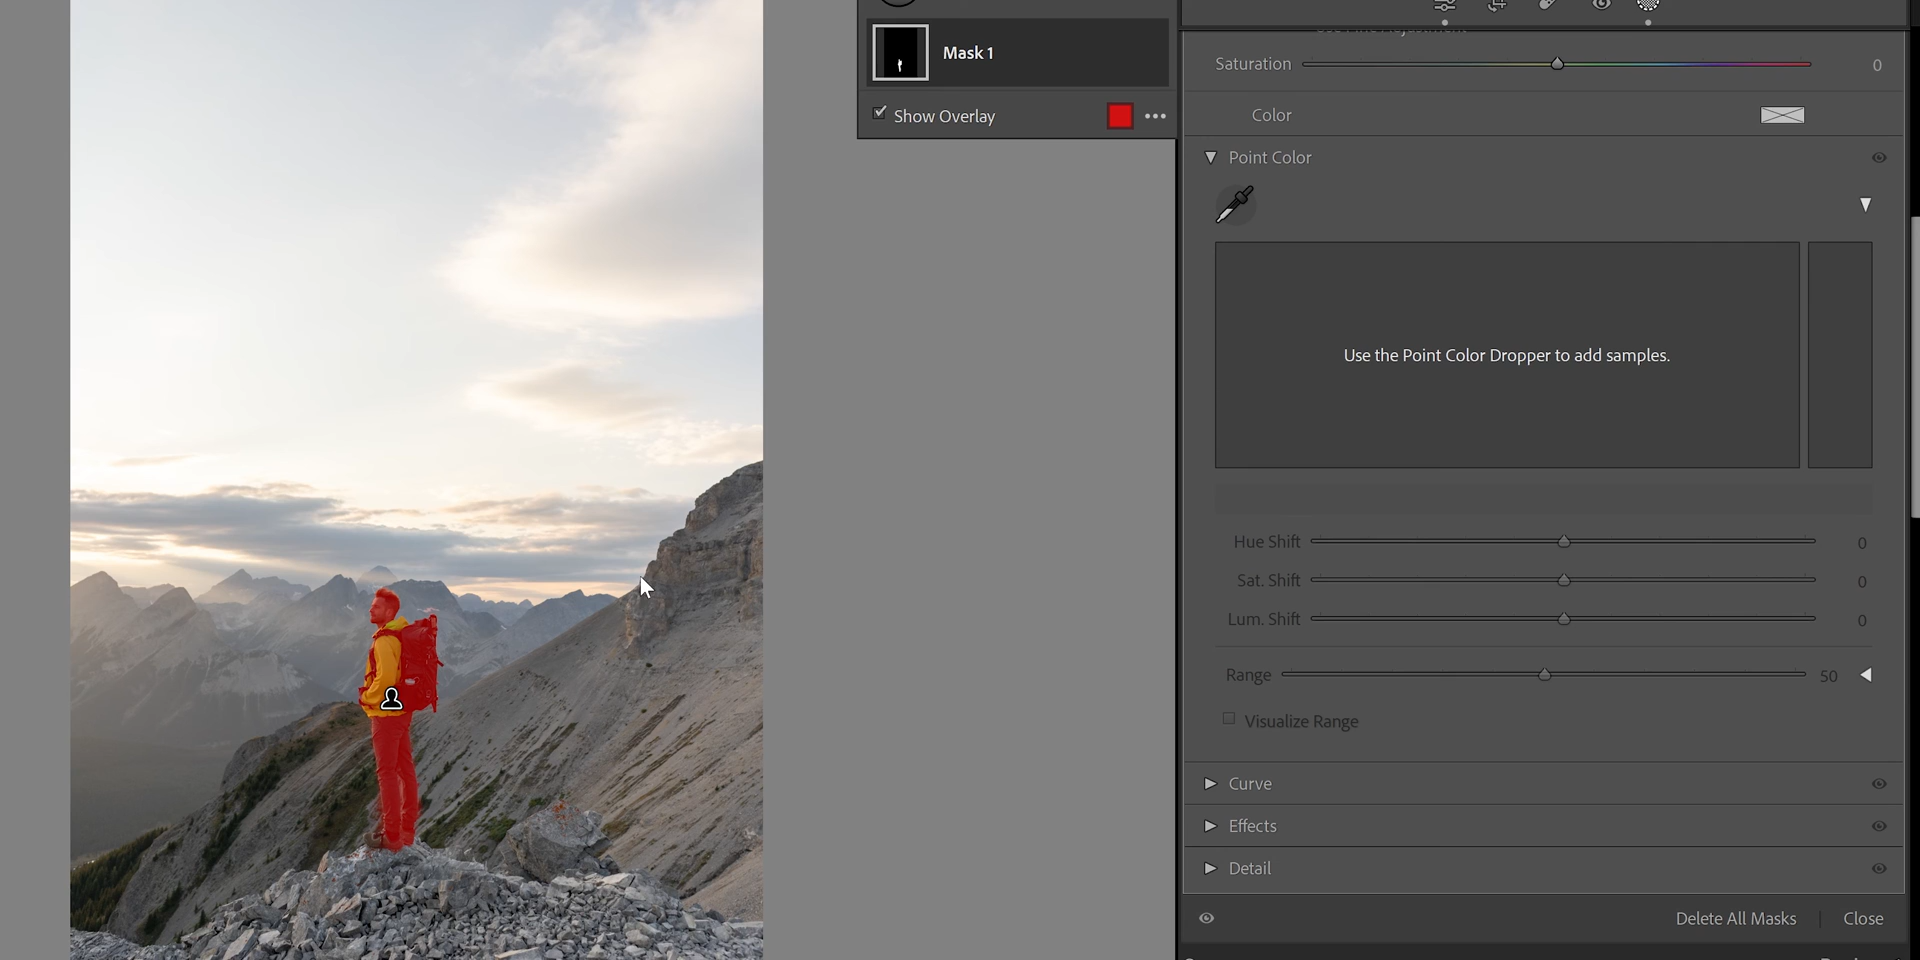 Mask 1
Show Overlay
Saturation 0
Color
Point Color
Use the Point Color Dropper to add samples.
Hue Shift 0
Sat. Shift 0
Lum. Shift 0
Range 50
Visualize Range
Curve
Effects
Detail
Delete All Masks
Close